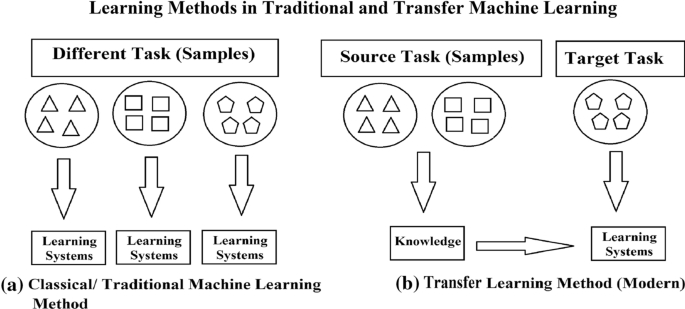 Learning Methods in Traditional and Transfer Machine Learning
Different Task (Samples)
Learning
Systems
Learning
Systems
Learning
Systems
(a) Classical/ Traditional Machine Learning
Method
Source Task (Samples)
Target Task
Knowledge
Learning
Systems
(b) Transfer Learning Method (Modern)